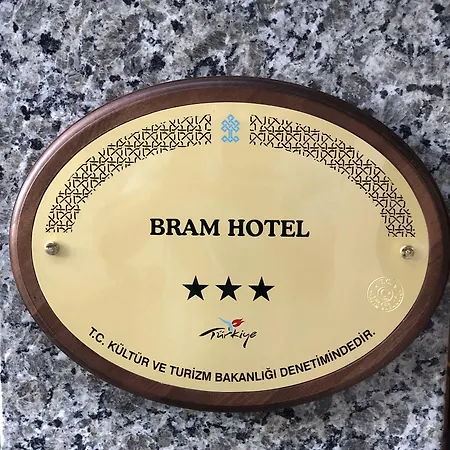 BRAM HOTEL
★★★
Türkiye
T.C. KÜLTÜR VE TURİZM BAKANLIĞI DENETİMİNDEDİR.